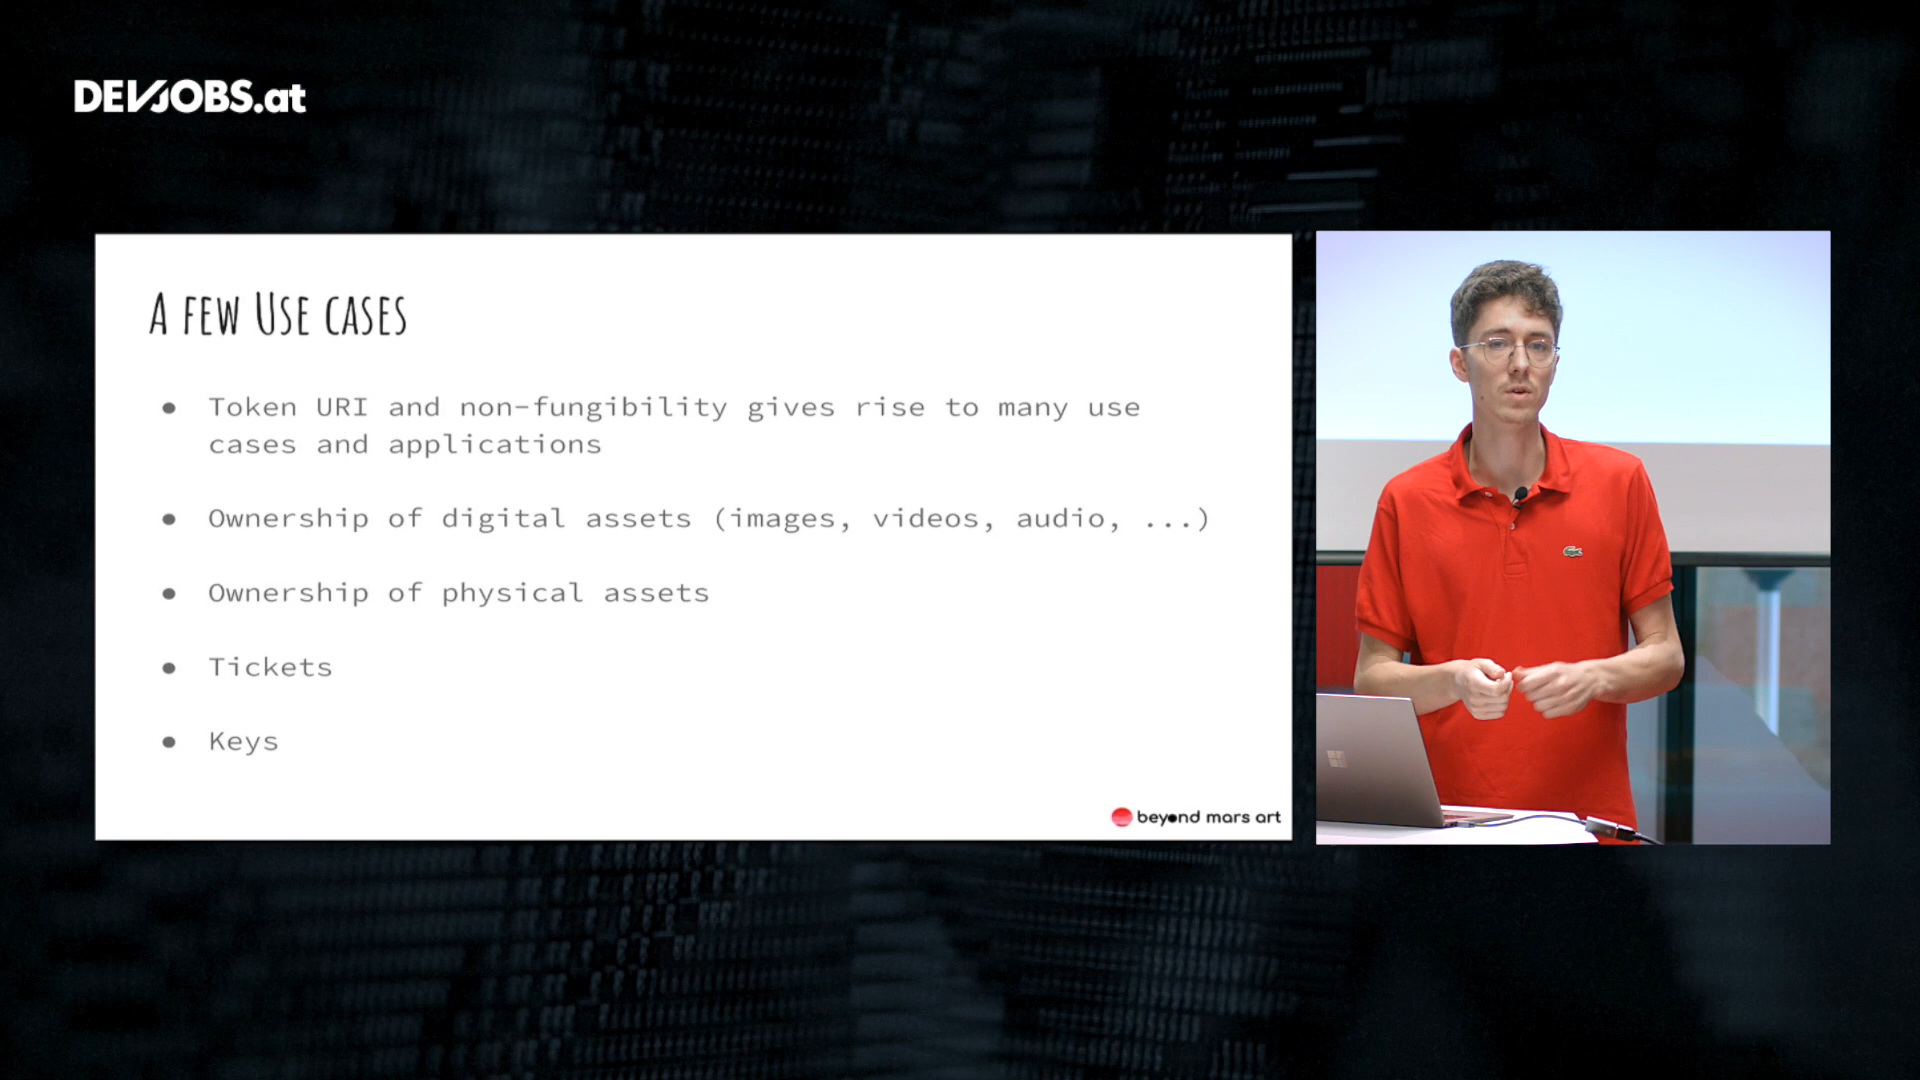 DEVJOBS.at
A few Use cases
● Token URI and non-fungibility gives rise to many use
cases and applications
● Ownership of digital assets (images, videos, audio, ...)
● Ownership of physical assets
● Tickets
● Keys
beyond mars art